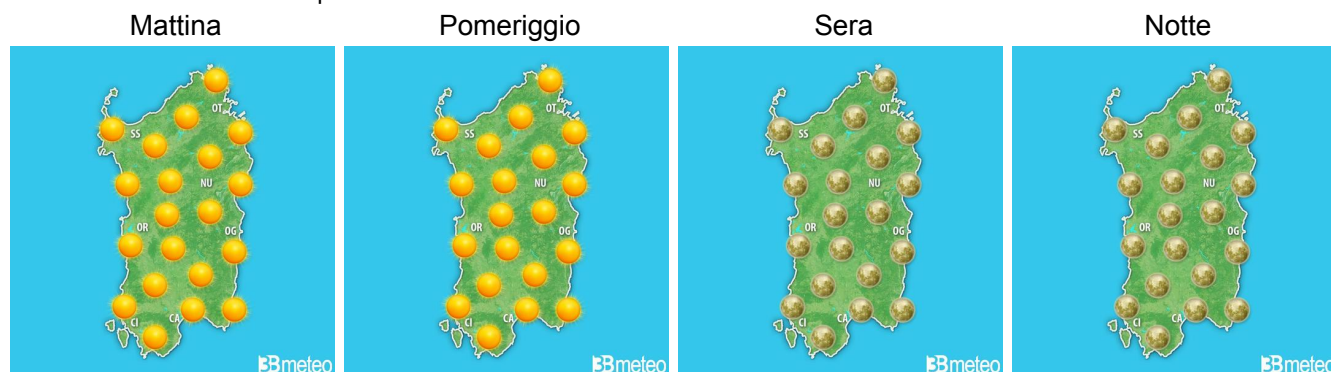 Mattina
Pomeriggio
Sera
Notte
OT
SS
NU
OR
OG
CI
CA
3Bmeteo
OT
SS
NU
OR
OG
CI
CA
3Bmeteo
OT
SS
NU
OR
OG
CI
CA
3Bmeteo
OT
SS
NU
OR
OG
CI
CA
3Bmeteo